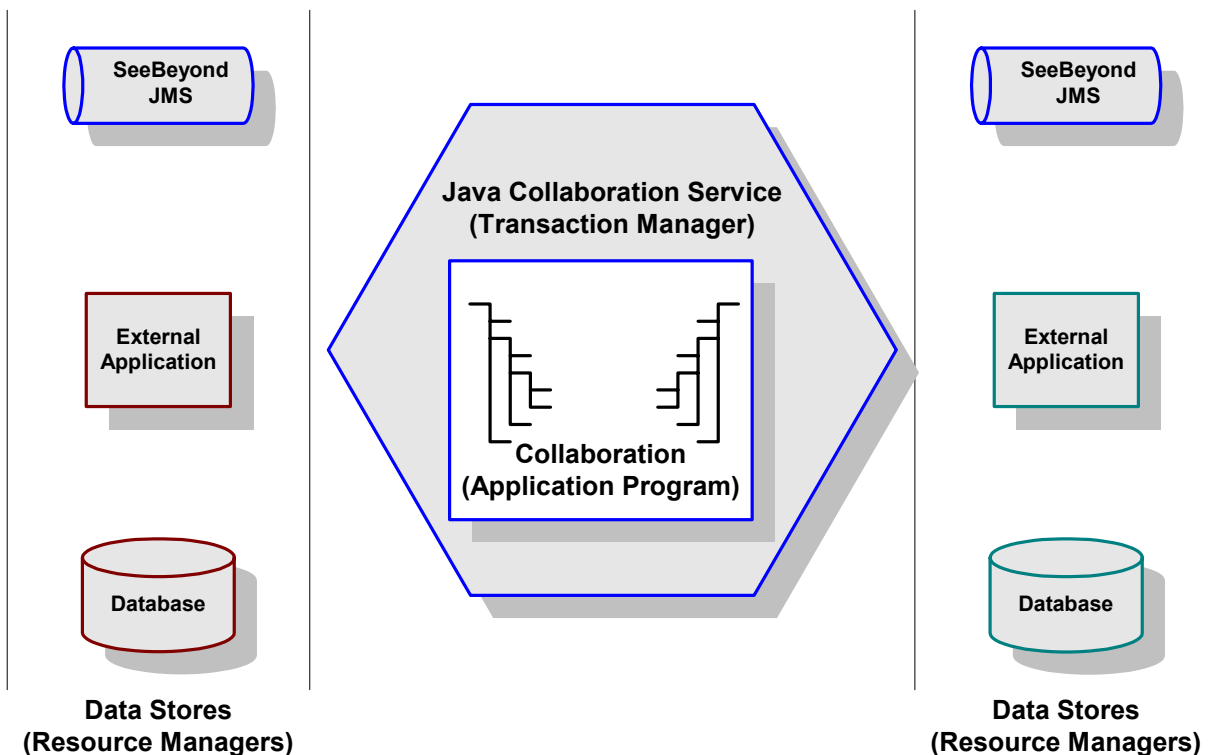 SeeBeyond
JMS
External
Application
Database
Data Stores
(Resource Managers)
Java Collaboration Service
(Transaction Manager)
Collaboration
(Application Program)
SeeBeyond
JMS
External
Application
Database
Data Stores
(Resource Managers)